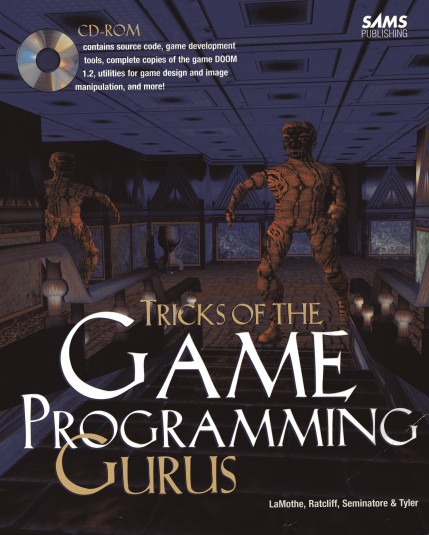 CD-ROM
contains source code, game development
tools, complete copies of the game DOOM
1.2, utilities for game design and image
manipulation, and more!
SAMS
PUBLISHING
TRICKS OF THE
GAME
PROGRAMMING
GURUS
LaMothe, Ratcliff, Seminatore & Tyler